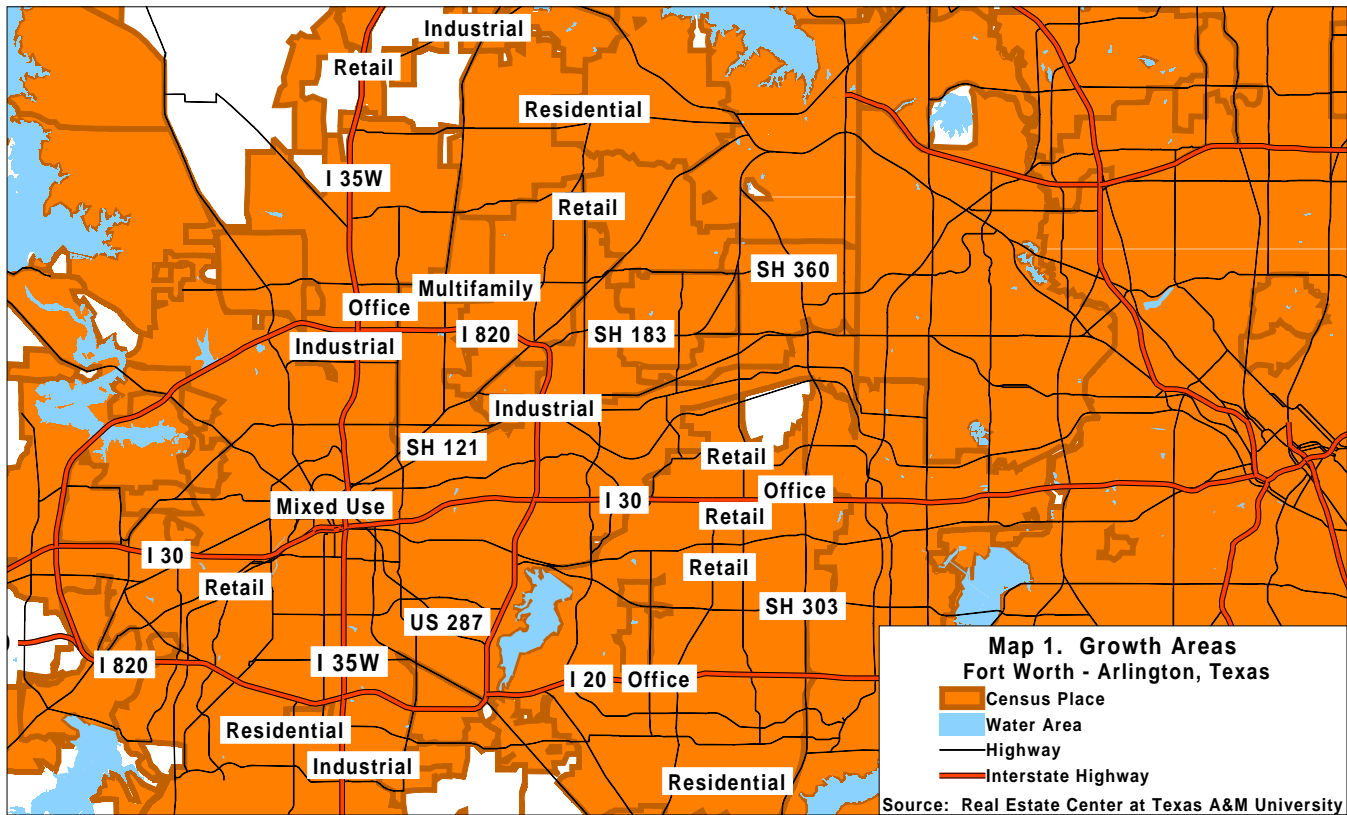 Industrial
Retail
Residential
I 35W
Retail
SH 360
Multifamily
Office
I 820
SH 183
Industrial
Industrial
SH 121
Retail
Office
Mixed Use
I 30
Retail
I 30
Retail
Retail
SH 303
US 287
I 820
I 35W
I 20
Office
Residential
Industrial
Residential
Map 1. Growth Areas
Fort Worth - Arlington, Texas
Census Place
Water Area
Highway
Interstate Highway
Source: Real Estate Center at Texas A&M University